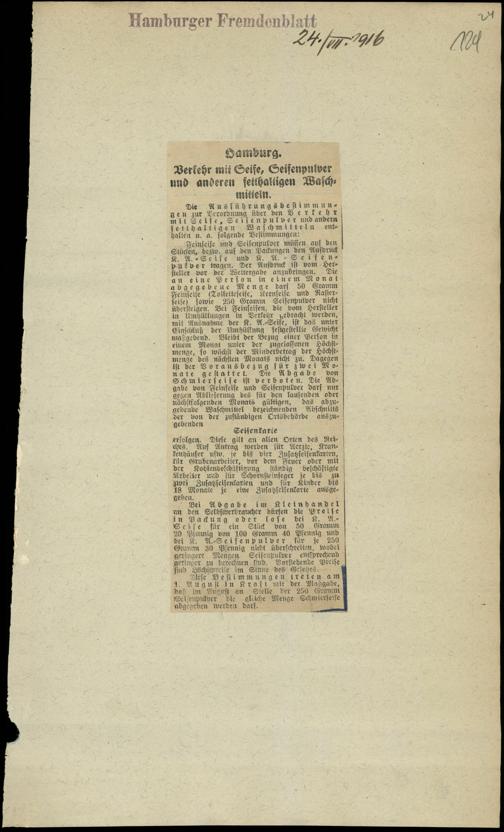 Hamburger Fremdenblatt
24./VII. 1916
24
124
Hamburg.
Verkehr mit Seife, Seifenpulver
und anderen fetthaltigen Wasch-
mitteln.
Die Ausführungsbestimmun-
gen zur Verordnung über den Verkehr
mit Seife, Seifenpulver und andern
fetthaltigen Waschmitteln ent-
halten u. a. folgende Bestimmungen:
Feinseife und Seifenpulver müssen auf den
Stücken, bezw. auf den Packungen den Aufdruck
K. A.-Seife und K. A.-Seifen-
pulver tragen. Der Aufdruck ist vom Her-
steller vor der Weitergabe anzubringen. Die
an eine Person in einem Monat
abgegebene Menge darf 50 Gramm
Feinseife (Toiletteseife, Kernseife und Rasier-
seife) sowie 250 Gramm Seifenpulver nicht
übersteigen. Bei Feinseifen, die vom Hersteller
in Umhüllungen in Verkehr gebracht werden,
mit Ausnahme der K. A.-Seife, ist das unter
Einschluß der Umhüllung festgestellte Gewicht
maßgebend. Bleibt der Bezug einer Person in
einem Monat unter der zugelassenen Höchst-
menge, so wächst der Minderbetrag der Höchst-
menge des nächsten Monats nicht zu. Dagegen
ist der Vorausbezug für zwei Mo-
nate gestattet. Die Abgabe von
Schmierseife ist verboten. Die Ab-
gabe von Feinseife und Seifenpulver darf nur
gegen Ablieferung des für den laufenden oder
nächstfolgenden Monats gültigen, das abzu-
gebende Waschmittel bezeichnenden Abschnitts
der von der zuständigen Ortsbehörde auszu-
gebenden
Seifenkarte
erfolgen. Diese gilt an allen Orten des Rei-
ches. Auf Antrag werden für Aerzte, Kran-
kenhäuser usw. je bis vier Zusatzseifenkarten,
für Grubenarbeiter, vor dem Feuer oder mit
der Kohlenbeschickung ständig beschäftigte
Arbeiter und für Schornsteinfeger je bis zu
zwei Zusatzseifenkarten und für Kinder bis
18 Monate je eine Zusatzseifenkarte ausge-
geben.
Bei Abgabe im Kleinhandel
an den Selbstverbraucher dürfen die Preise
in Packung oder lose bei K. A.-
Seife für ein Stück von 50 Gramm
20 Pfennig von 100 Gramm 40 Pfennig und
bei K. A.-Seifenpulver für je 250
Gramm 30 Pfennig nicht überschreiten, wobei
geringere Mengen Seifenpulver entsprechend
geringer zu berechnen sind. Vorstehende Preise
sind Höchstpreise im Sinne des Gesetzes.
Diese Bestimmungen treten am
1. August in Kraft mit der Maßgabe,
daß im August an Stelle der 250 Gramm
Seifenpulver die gleiche Menge Schmierseife
abgegeben werden darf.